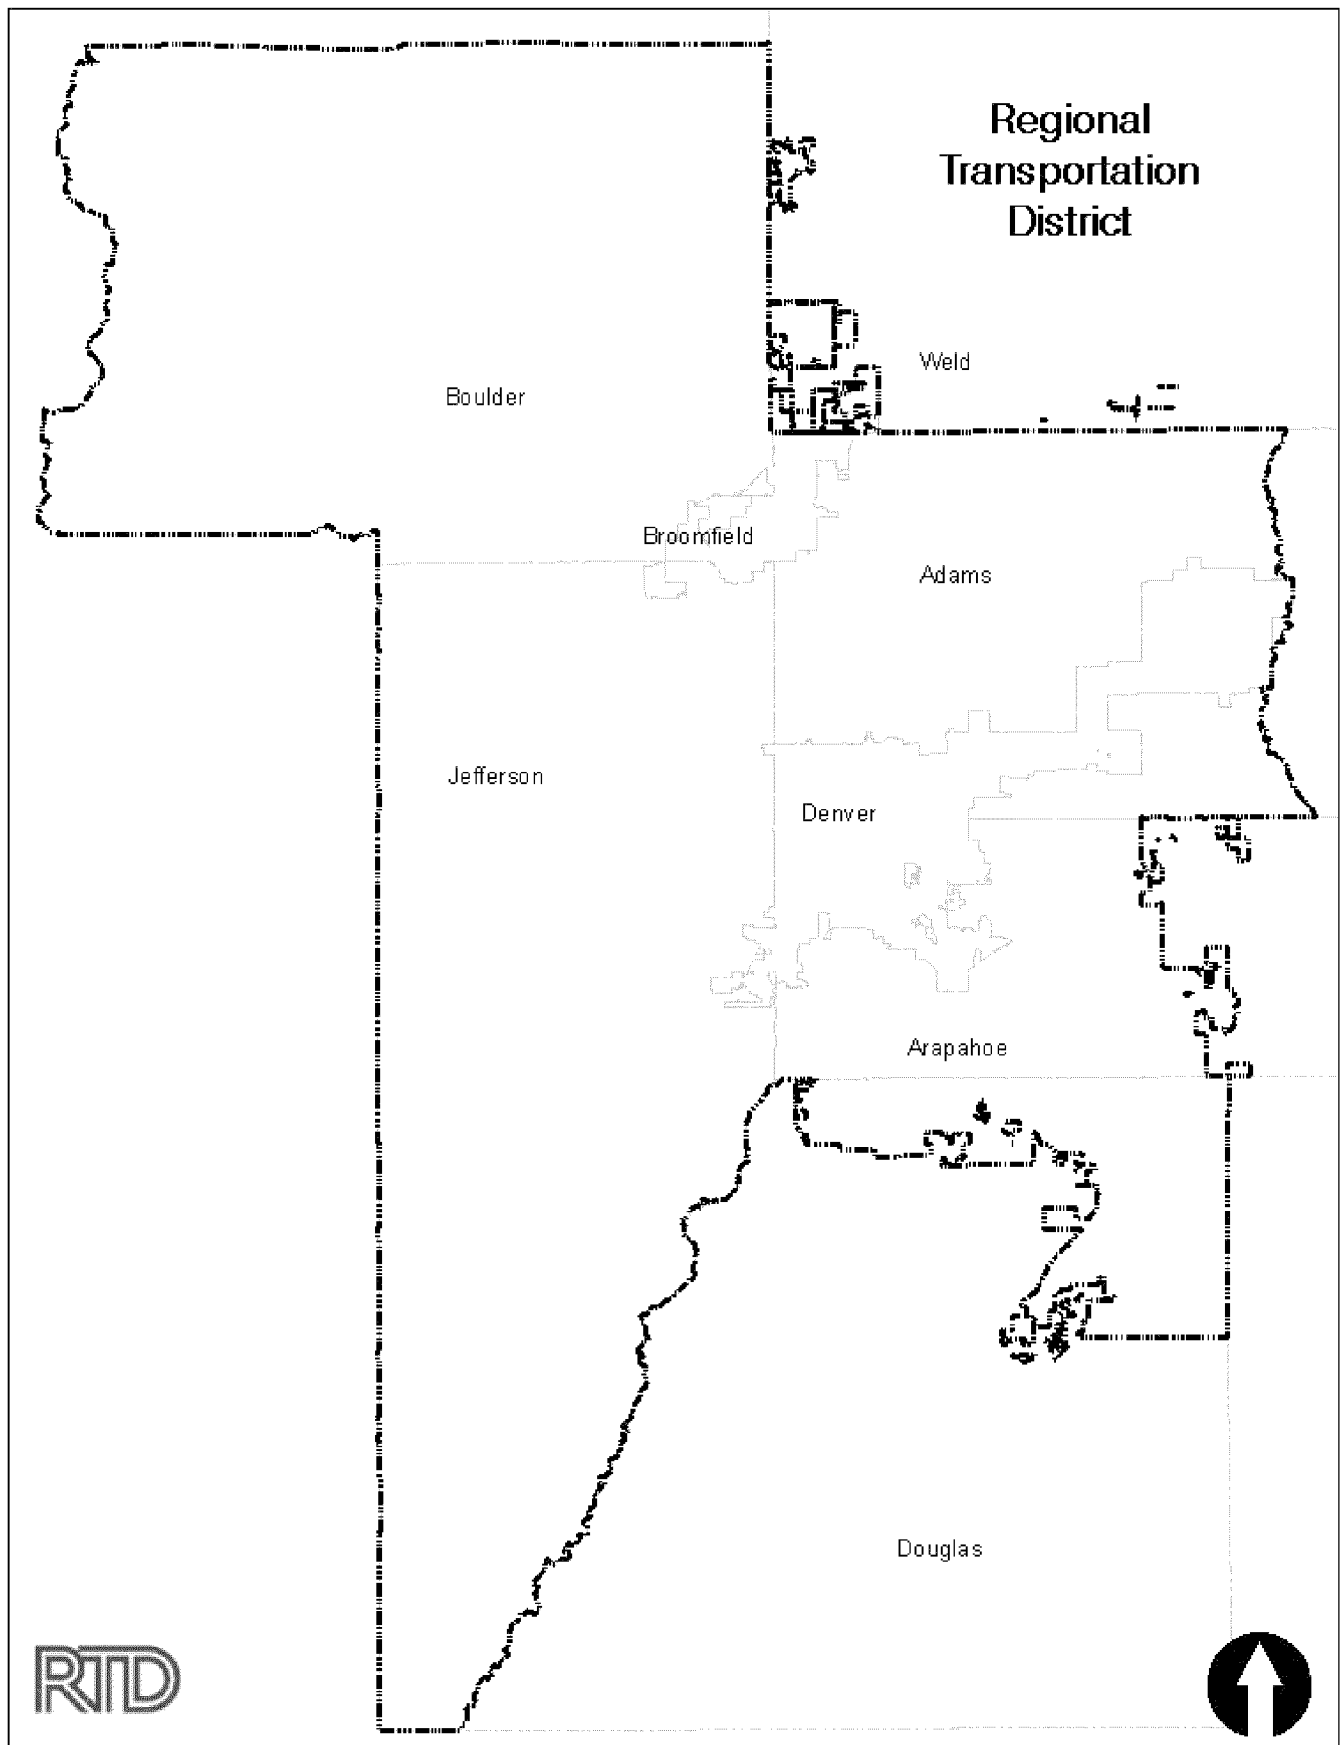 Regional
Transportation
District
Weld
Boulder
Broomfield
Adams
Jefferson
Denver
Arapahoe
Douglas
RTD